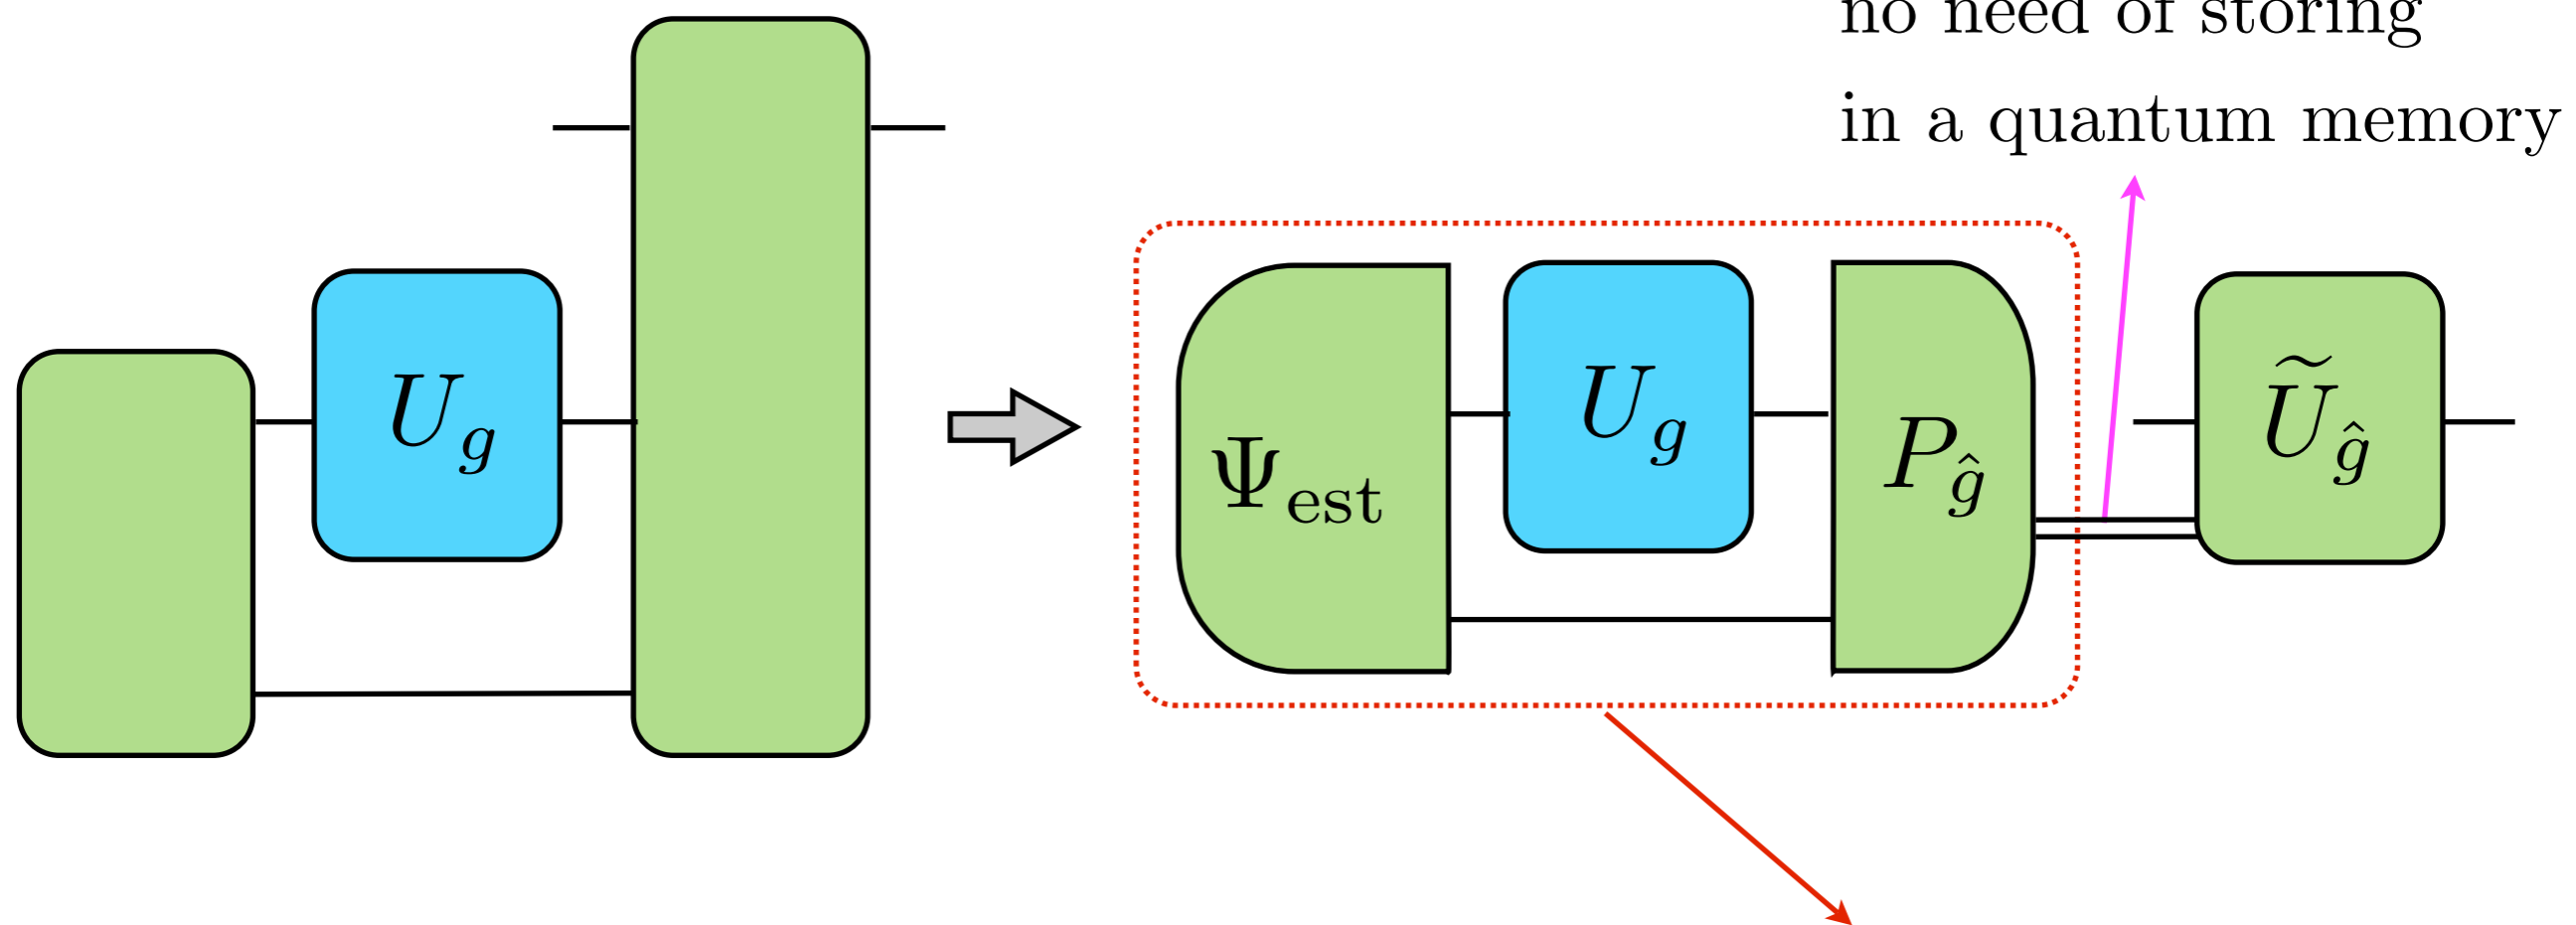 no need of storing
in a quantum memory
U_g
Ψ_est
U_g
P_ĝ
Ũ_ĝ